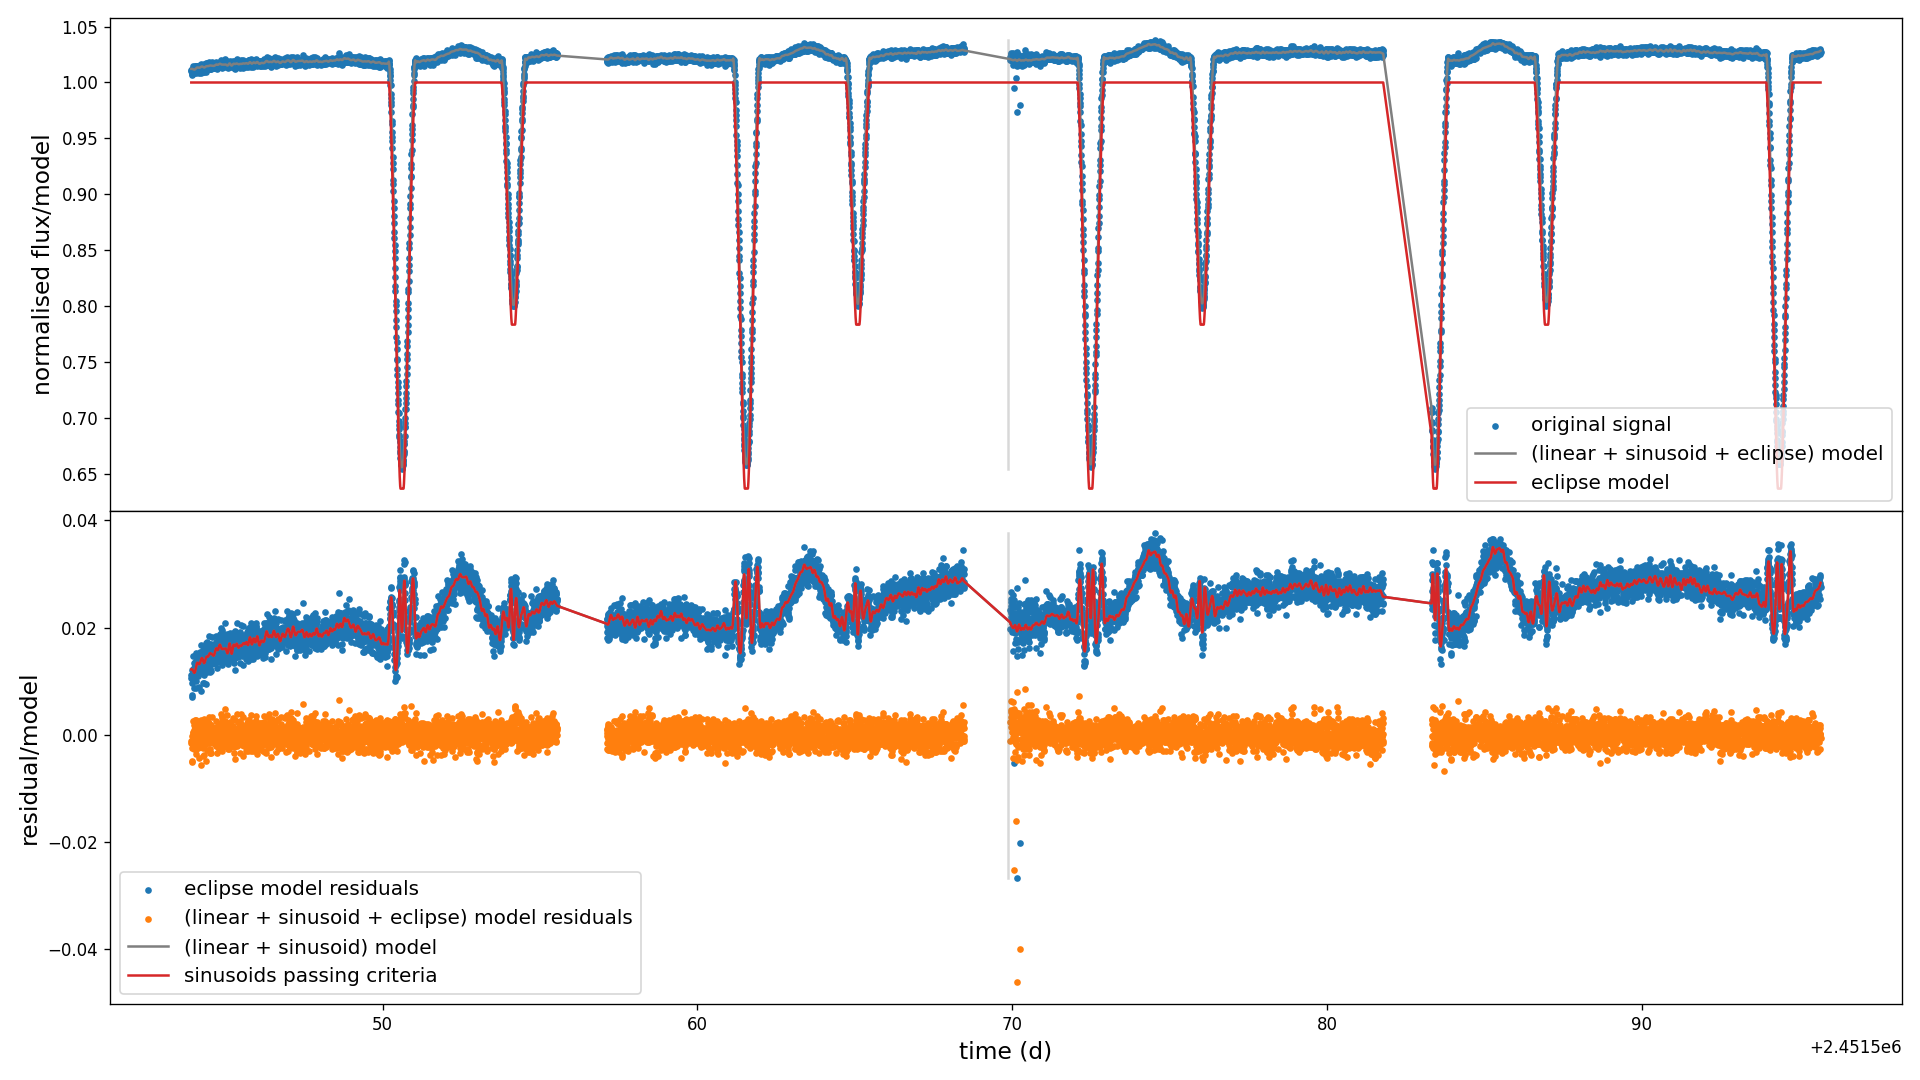 1.05
1.00
0.95
0.90
0.85
0.80
0.75
0.70
0.65
normalised flux/model
original signal
(linear + sinusoid + eclipse) model
eclipse model
0.04
0.02
0.00
−0.02
−0.04
residual/model
eclipse model residuals
(linear + sinusoid + eclipse) model residuals
(linear + sinusoid) model
sinusoids passing criteria
50 60 70 80 90
time (d)
+2.4515e6